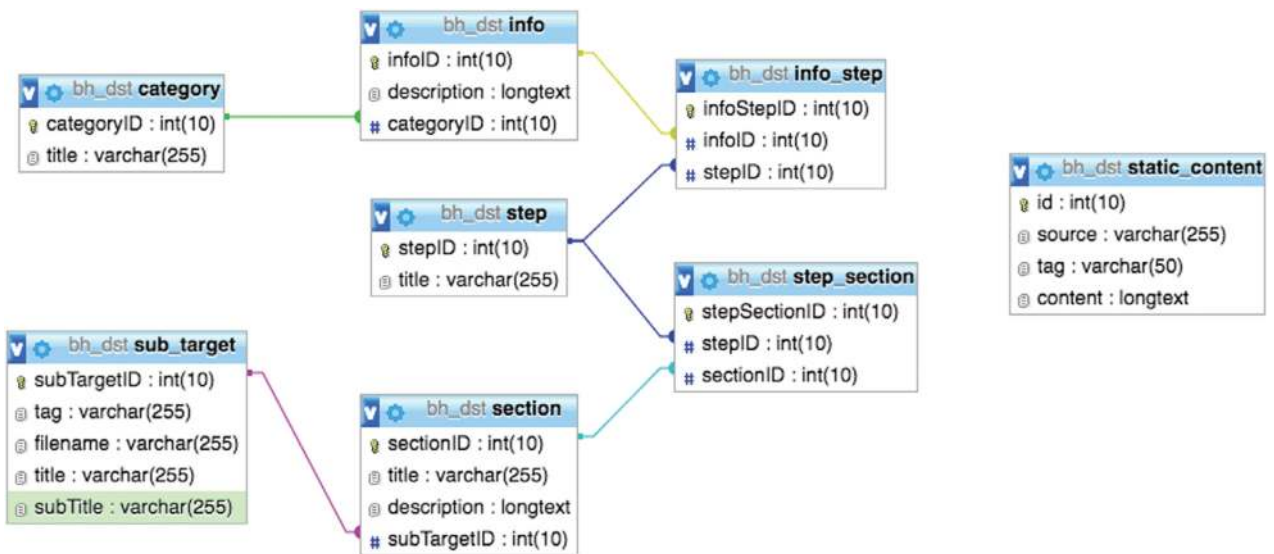 bh_dst category
categoryID : int(10)
title : varchar(255)
bh_dst info
infoID : int(10)
description : longtext
# categoryID : int(10)
bh_dst info_step
infoStepID : int(10)
# infoID : int(10)
# stepID : int(10)
bh_dst static_content
id : int(10)
source : varchar(255)
tag : varchar(50)
content : longtext
bh_dst step
stepID : int(10)
title : varchar(255)
bh_dst step_section
stepSectionID : int(10)
# stepID : int(10)
# sectionID : int(10)
bh_dst sub_target
subTargetID : int(10)
tag : varchar(255)
filename : varchar(255)
title : varchar(255)
subTitle : varchar(255)
bh_dst section
sectionID : int(10)
title : varchar(255)
description : longtext
# subTargetID : int(10)